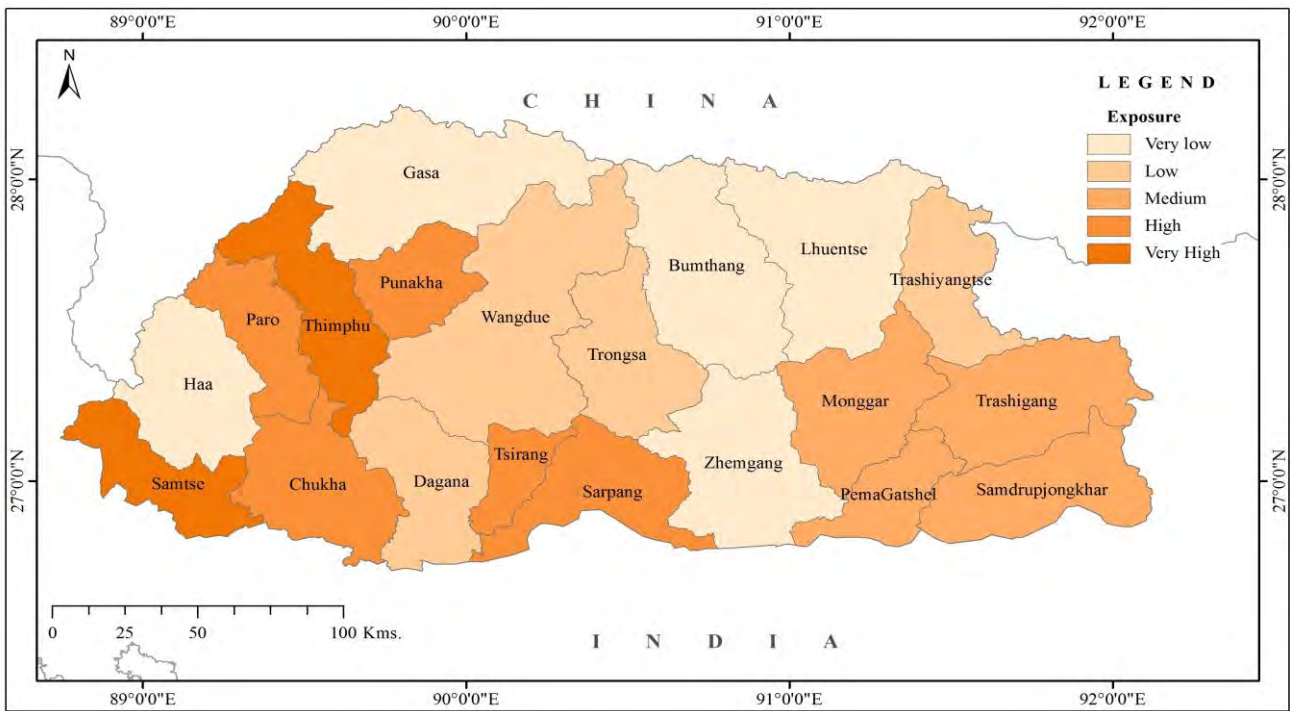 89°0'0"E 90°0'0"E 91°0'0"E 92°0'0"E
N
C H I N A
L E G E N D
Exposure
Very low
Low
Medium
High
Very High
28°0'0"N
28°0'0"N
Gasa
Punakha
Bumthang
Lhuentse
Trashiyangtse
Paro
Thimphu
Wangdue
Trongsa
Haa
Monggar
Trashigang
Samtse
Chukha
Dagana
Tsirang
Sarpang
Zhemgang
PemaGatshel
Samdrupjongkhar
27°0'0"N
27°0'0"N
0 25 50 100 Kms.
I N D I A
89°0'0"E 90°0'0"E 91°0'0"E 92°0'0"E